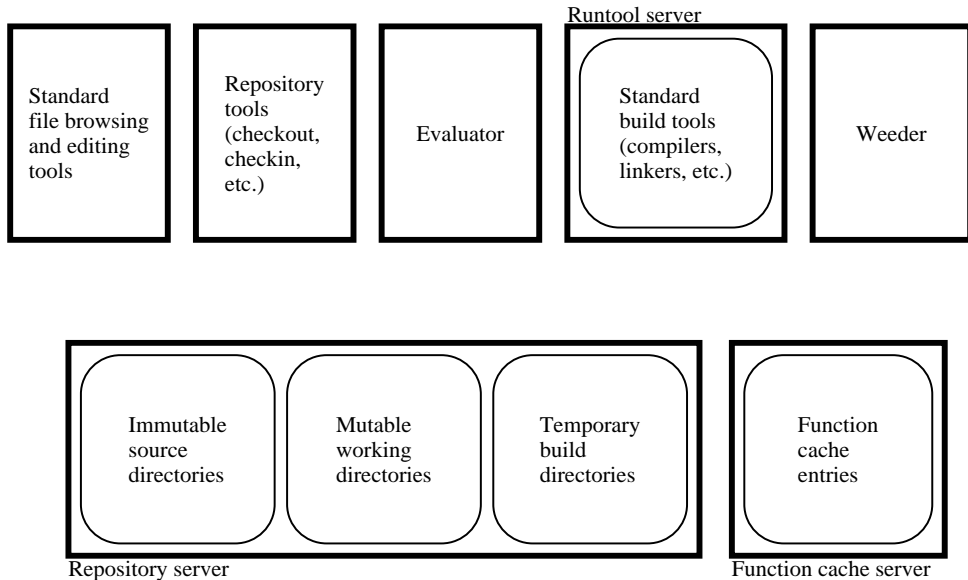 Runtool server
Standard
file browsing
and editing
tools
Repository
tools
(checkout,
checkin,
etc.)
Evaluator
Standard
build tools
(compilers,
linkers, etc.)
Weeder
Immutable
source
directories
Mutable
working
directories
Temporary
build
directories
Function
cache
entries
Repository server
Function cache server